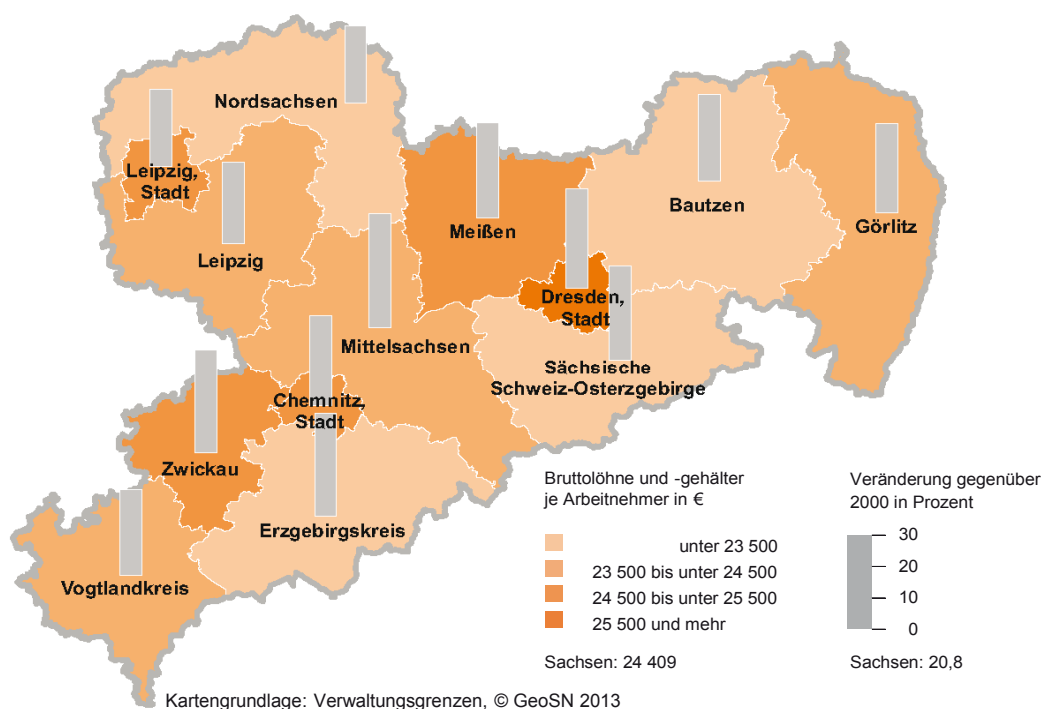 Nordsachsen
Leipzig,
Stadt
Leipzig
Meißen
Bautzen
Görlitz
Dresden,
Stadt
Mittelsachsen
Sächsische
Schweiz-Osterzgebirge
Chemnitz,
Stadt
Zwickau
Erzgebirgskreis
Vogtlandkreis
Bruttolöhne und -gehälter
je Arbeitnehmer in €
unter 23 500
23 500 bis unter 24 500
24 500 bis unter 25 500
25 500 und mehr
Sachsen: 24 409
Veränderung gegenüber
2000 in Prozent
30
20
10
0
Sachsen: 20,8
Kartengrundlage: Verwaltungsgrenzen, © GeoSN 2013